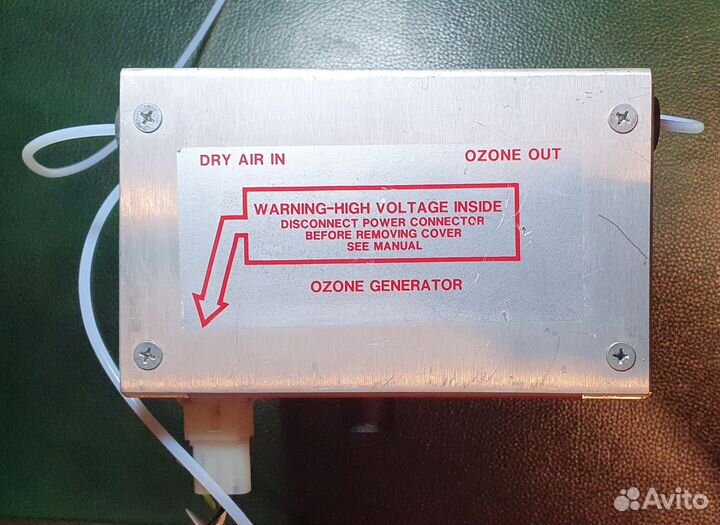 DRY AIR IN
OZONE OUT
WARNING-HIGH VOLTAGE INSIDE
DISCONNECT POWER CONNECTOR
BEFORE REMOVING COVER
SEE MANUAL
OZONE GENERATOR
Avito